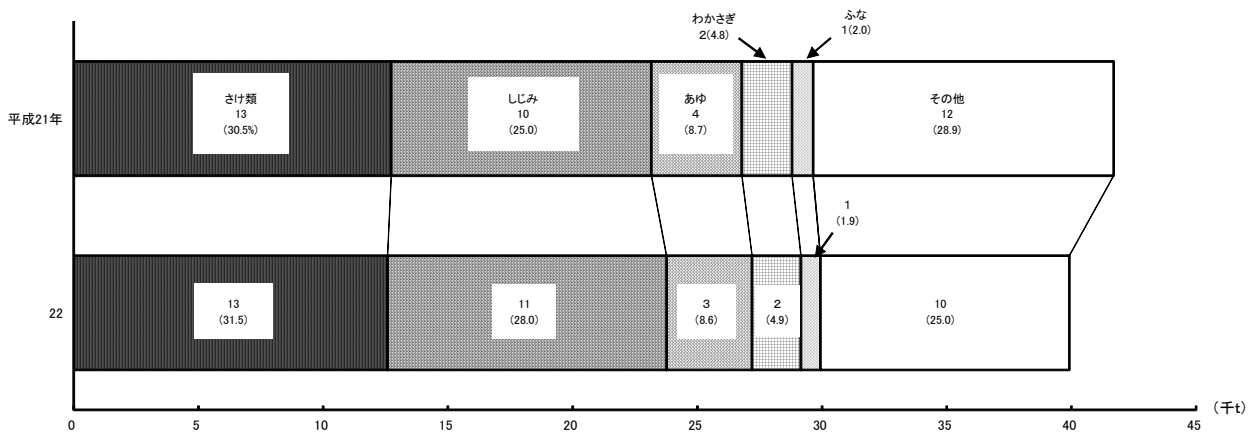 わかさぎ
2(4.8)
ふな
1(2.0)
平成21年
さけ類
13
(30.5%)
しじみ
10
(25.0)
あゆ
4
(8.7)
その他
12
(28.9)
1
(1.9)
22
13
(31.5)
11
(28.0)
3
(8.6)
2
(4.9)
10
(25.0)
0 5 10 15 20 25 30 35 40 45 (千t)